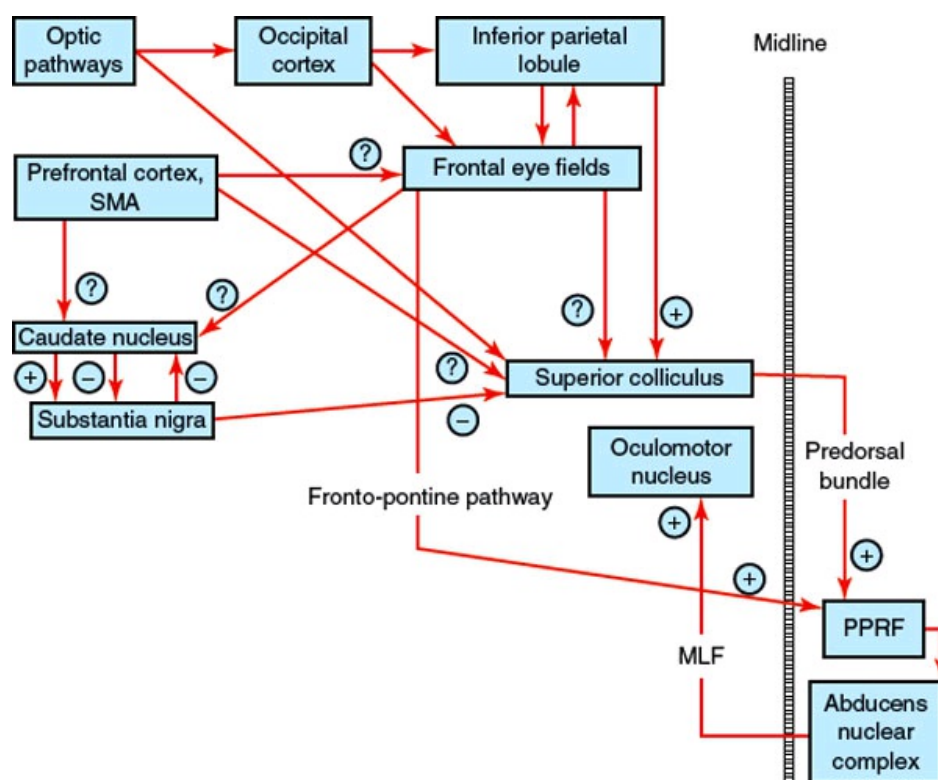 Optic
pathways
Occipital
cortex
Inferior parietal
lobule
Midline
?
Frontal eye fields
Prefrontal cortex,
SMA
?
?
?
+
Caudate nucleus
+
−
−
?
Superior colliculus
Substantia nigra
−
Oculomotor
nucleus
Predorsal
bundle
Fronto-pontine pathway
+
+
+
PPRF
MLF
Abducens
nuclear
complex